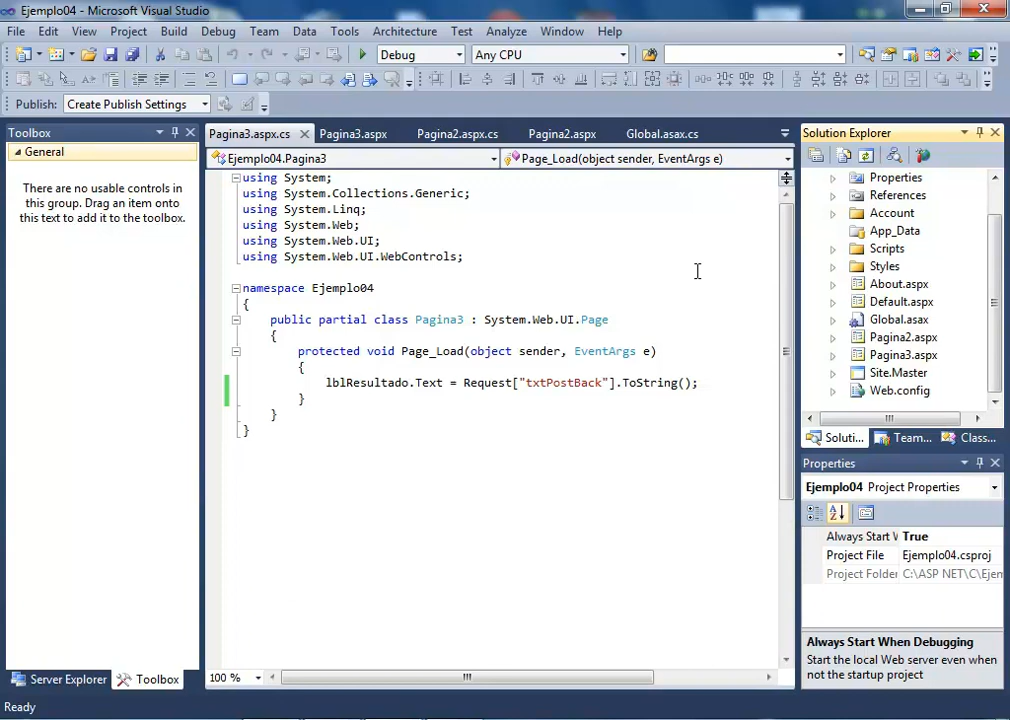 Ejemplo04 - Microsoft Visual Studio
File Edit View Project Build Debug Team Data Tools Architecture Test Analyze Window Help
Debug Any CPU
Publish: Create Publish Settings
Toolbox
General
There are no usable controls in
this group. Drag an item onto
this text to add it to the toolbox.
Server Explorer Toolbox
Pagina3.aspx.cs Pagina3.aspx Pagina2.aspx.cs Pagina2.aspx Global.asax.cs
Ejemplo04.Pagina3 Page_Load(object sender, EventArgs e)
using System;
using System.Collections.Generic;
using System.Linq;
using System.Web;
using System.Web.UI;
using System.Web.UI.WebControls;
namespace Ejemplo04
{
public partial class Pagina3 : System.Web.UI.Page
{
protected void Page_Load(object sender, EventArgs e)
{
lblResultado.Text = Request["txtPostBack"].ToString();
}
}
}
100 %
Solution Explorer
Properties
References
Account
App_Data
Scripts
Styles
About.aspx
Default.aspx
Global.asax
Pagina2.aspx
Pagina3.aspx
Site.Master
Web.config
Soluti... Team... Class...
Properties
Ejemplo04 Project Properties
Always Start W True
Project File Ejemplo04.csproj
Project Folder C:\ASP NET\C\Ejem
Always Start When Debugging
Start the local Web server even when
not the startup project
Ready